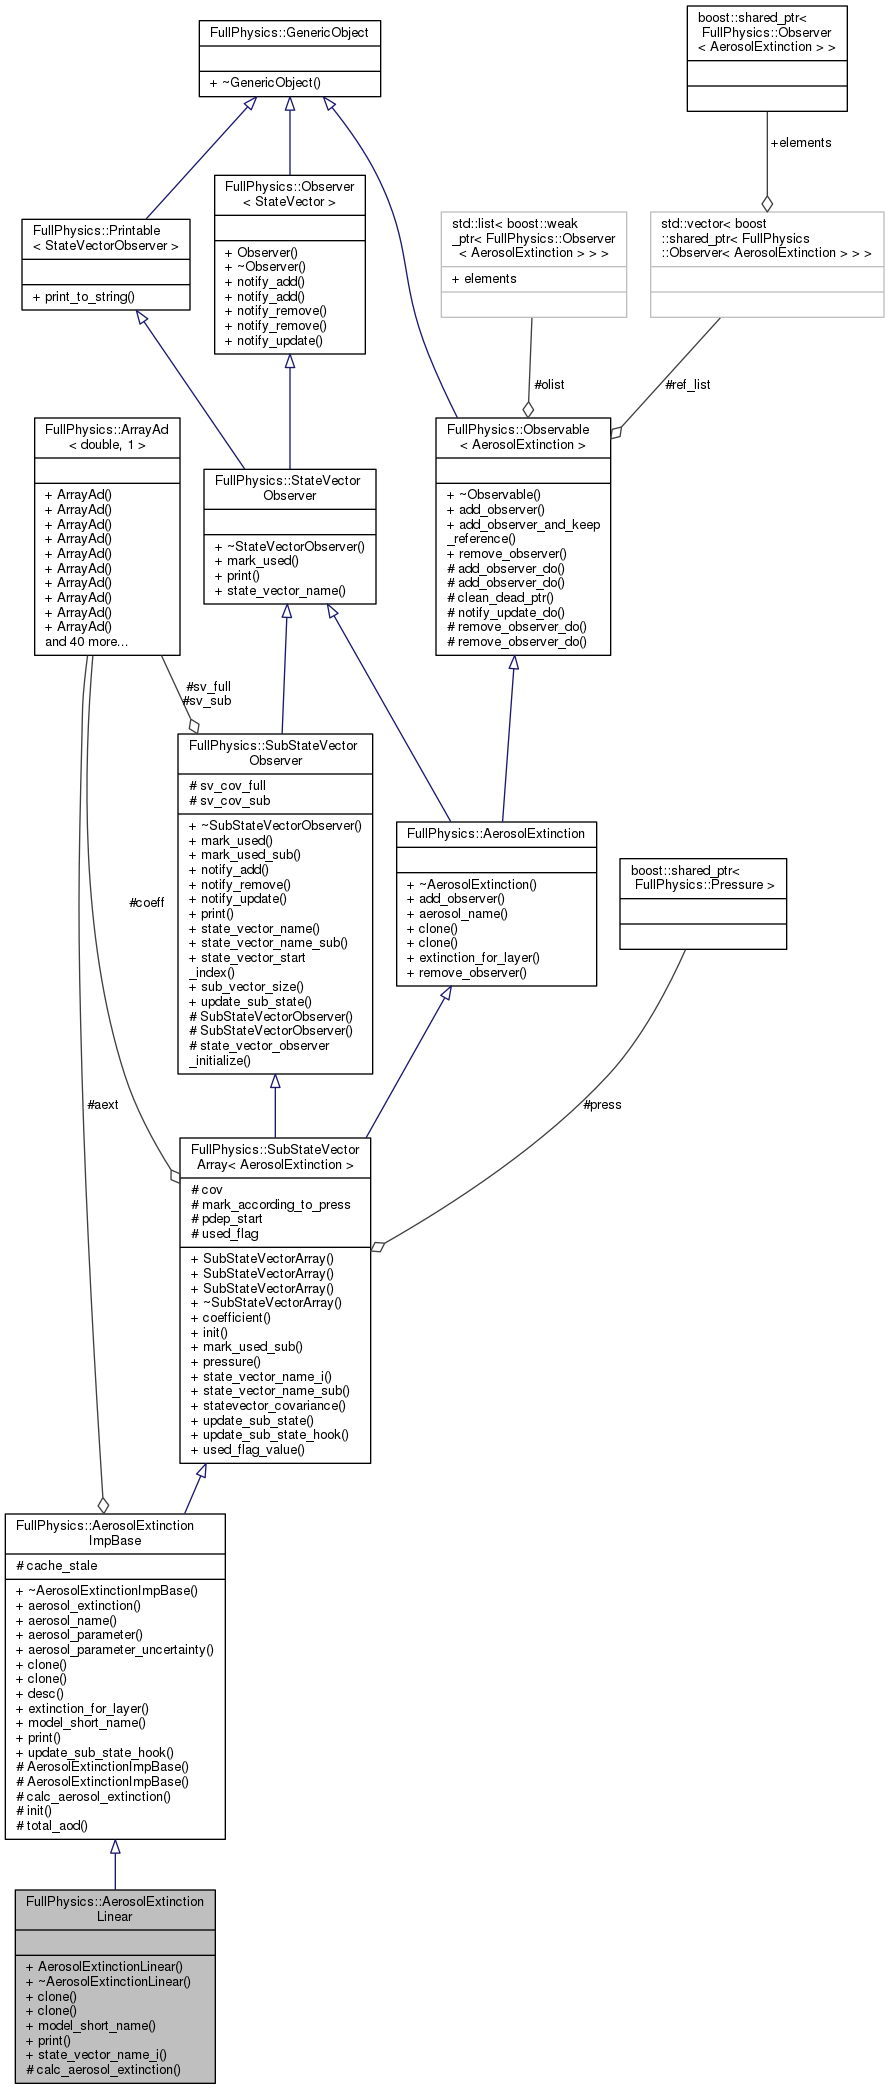 FullPhysics::GenericObject
+ ~GenericObject()
boost::shared_ptr<
FullPhysics::Observer
< AerosolExtinction > >
+elements
FullPhysics::Observer
< StateVector >
+ Observer()
+ ~Observer()
+ notify_add()
+ notify_add()
+ notify_remove()
+ notify_remove()
+ notify_update()
FullPhysics::Printable
< StateVectorObserver >
+ print_to_string()
std::list< boost::weak
_ptr< FullPhysics::Observer
< AerosolExtinction > > >
+ elements
std::vector< boost
::shared_ptr< FullPhysics
::Observer< AerosolExtinction > > >
#olist
#ref_list
FullPhysics::ArrayAd
< double, 1 >
+ ArrayAd()
+ ArrayAd()
+ ArrayAd()
+ ArrayAd()
+ ArrayAd()
+ ArrayAd()
+ ArrayAd()
+ ArrayAd()
+ ArrayAd()
+ ArrayAd()
and 40 more...
FullPhysics::StateVector
Observer
+ ~StateVectorObserver()
+ mark_used()
+ print()
+ state_vector_name()
FullPhysics::Observable
< AerosolExtinction >
+ ~Observable()
+ add_observer()
+ add_observer_and_keep
_reference()
+ remove_observer()
# add_observer_do()
# add_observer_do()
# clean_dead_ptr()
# notify_update_do()
# remove_observer_do()
# remove_observer_do()
#sv_full
#sv_sub
FullPhysics::SubStateVector
Observer
# sv_cov_full
# sv_cov_sub
+ ~SubStateVectorObserver()
+ mark_used()
+ mark_used_sub()
+ notify_add()
+ notify_remove()
+ notify_update()
+ print()
+ state_vector_name()
+ state_vector_name_sub()
+ state_vector_start
_index()
+ sub_vector_size()
+ update_sub_state()
# SubStateVectorObserver()
# SubStateVectorObserver()
# state_vector_observer
_initialize()
FullPhysics::AerosolExtinction
+ ~AerosolExtinction()
+ add_observer()
+ aerosol_name()
+ clone()
+ clone()
+ extinction_for_layer()
+ remove_observer()
boost::shared_ptr<
FullPhysics::Pressure >
#coeff
#aext
#press
FullPhysics::SubStateVector
Array< AerosolExtinction >
# cov
# mark_according_to_press
# pdep_start
# used_flag
+ SubStateVectorArray()
+ SubStateVectorArray()
+ SubStateVectorArray()
+ ~SubStateVectorArray()
+ coefficient()
+ init()
+ mark_used_sub()
+ pressure()
+ state_vector_name_i()
+ state_vector_name_sub()
+ statevector_covariance()
+ update_sub_state()
+ update_sub_state_hook()
+ used_flag_value()
FullPhysics::AerosolExtinction
ImpBase
# cache_stale
+ ~AerosolExtinctionImpBase()
+ aerosol_extinction()
+ aerosol_name()
+ aerosol_parameter()
+ aerosol_parameter_uncertainty()
+ clone()
+ clone()
+ desc()
+ extinction_for_layer()
+ model_short_name()
+ print()
+ update_sub_state_hook()
# AerosolExtinctionImpBase()
# AerosolExtinctionImpBase()
# calc_aerosol_extinction()
# init()
# total_aod()
FullPhysics::AerosolExtinction
Linear
+ AerosolExtinctionLinear()
+ ~AerosolExtinctionLinear()
+ clone()
+ clone()
+ model_short_name()
+ print()
+ state_vector_name_i()
# calc_aerosol_extinction()